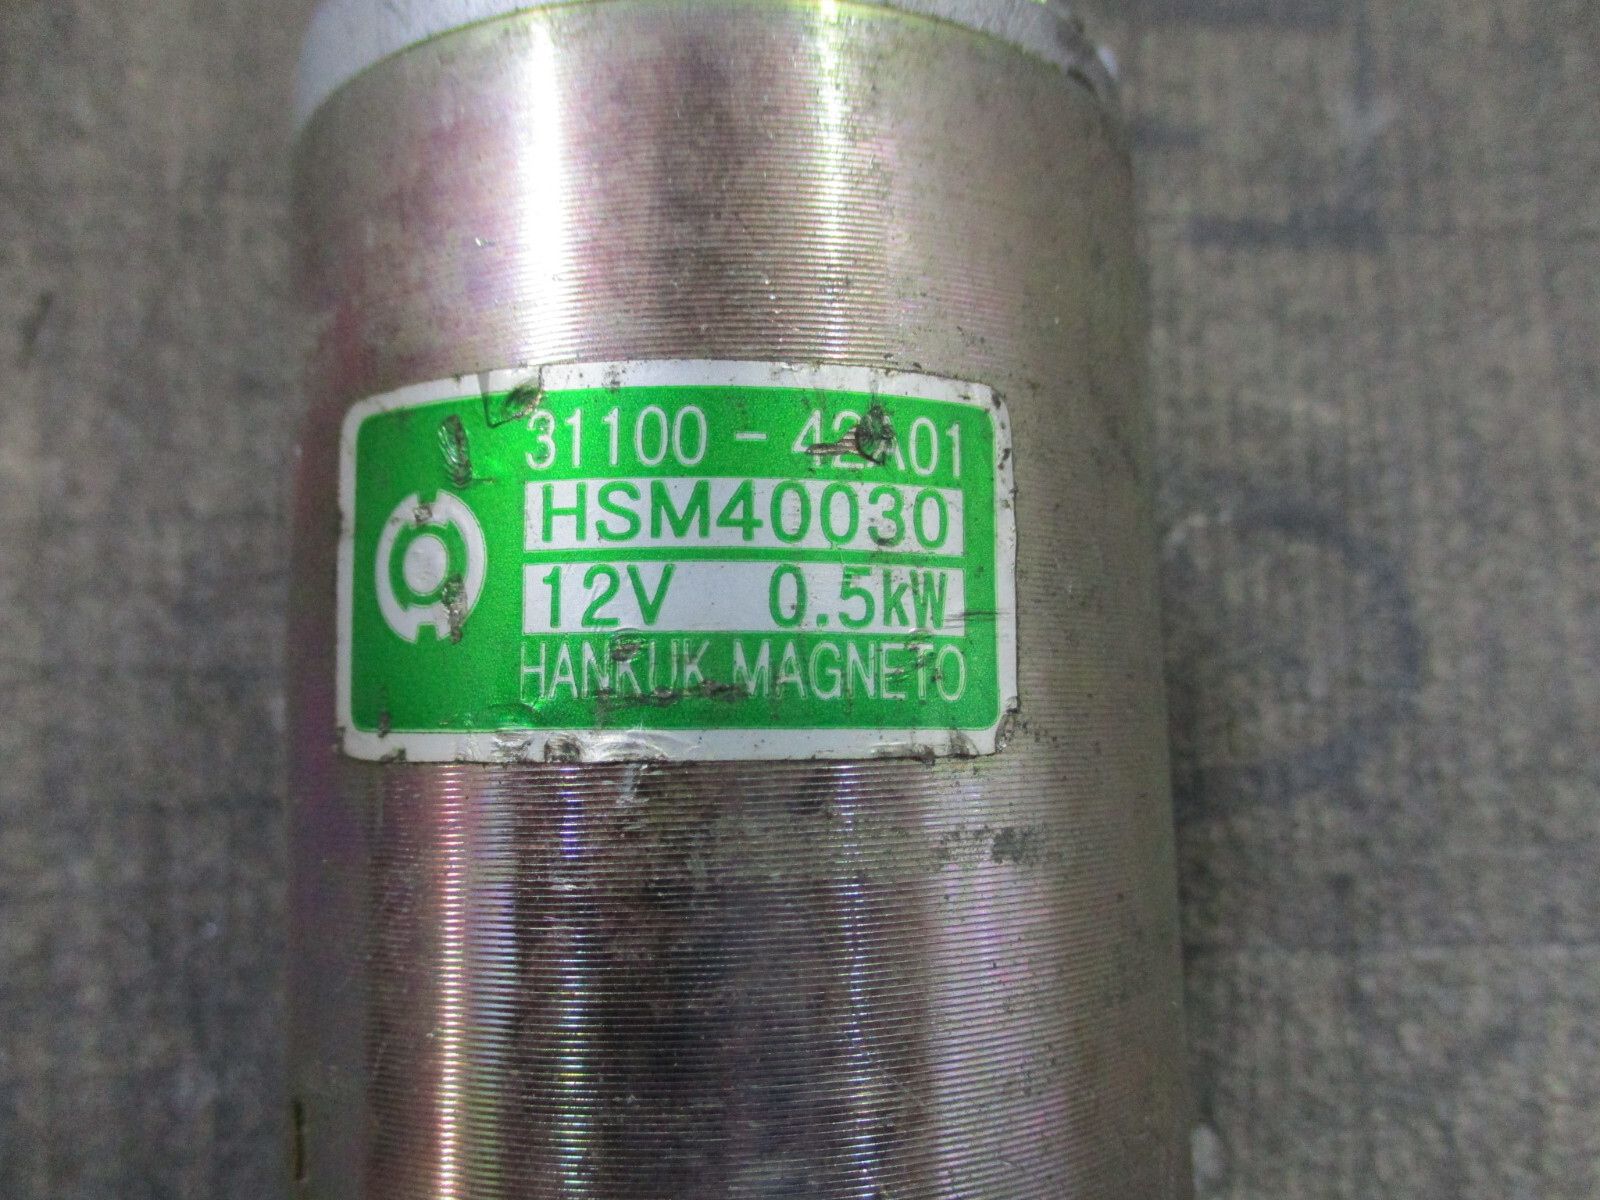 31100 - 42A01
HSM40030
12V 0.5kW
HANKUK MAGNETO